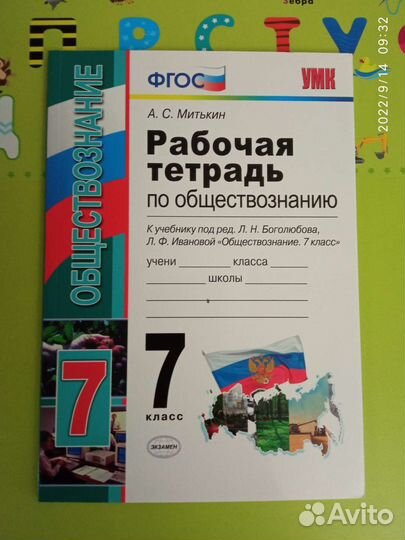 Зебра
П Р С Т У
2022/9/14 09:32
ФГОС
УМК
ОБЩЕСТВОЗНАНИЕ
А. С. Митькин
Рабочая
тетрадь
по обществознанию
К учебнику под ред. Л. Н. Боголюбова,
Л. Ф. Ивановой «Обществознание. 7 класс»
учени класса
школы
7
7
класс
ЭКЗАМЕН
Avito